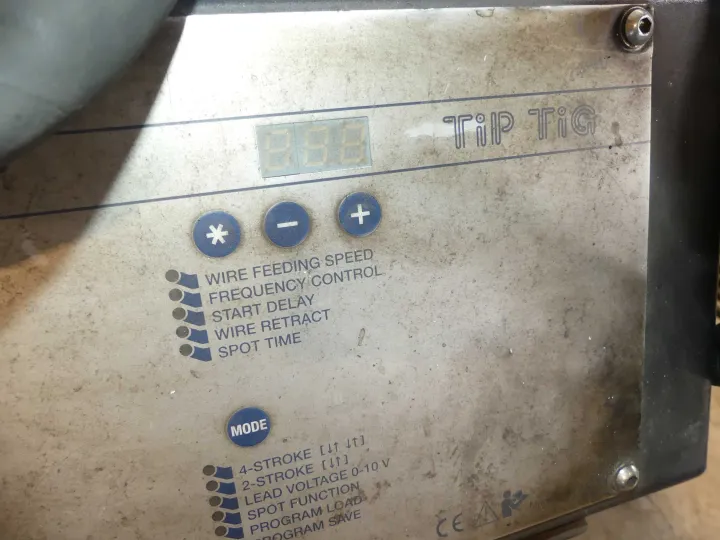 TiP TiG
* - +
WIRE FEEDING SPEED
FREQUENCY CONTROL
START DELAY
WIRE RETRACT
SPOT TIME
MODE
4-STROKE [↓↑ ↓↑]
2-STROKE [↓↑]
LEAD VOLTAGE 0-10 V
SPOT FUNCTION
PROGRAM LOAD
PROGRAM SAVE
CE